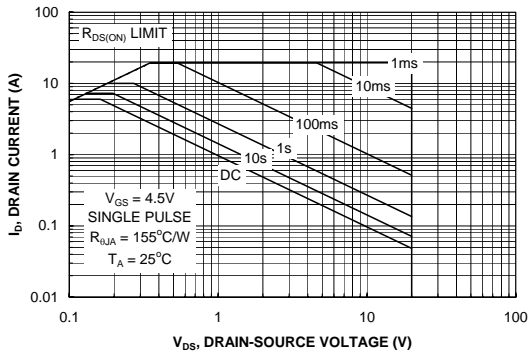 100
R_DS(ON) LIMIT
1ms
10
10ms
100ms
1s
1
10s
DC
V_GS = 4.5V
SINGLE PULSE
R_θJA = 155°C/W
T_A = 25°C
0.1
0.01
0.1
1
10
100
I_D, DRAIN CURRENT (A)
V_DS, DRAIN-SOURCE VOLTAGE (V)